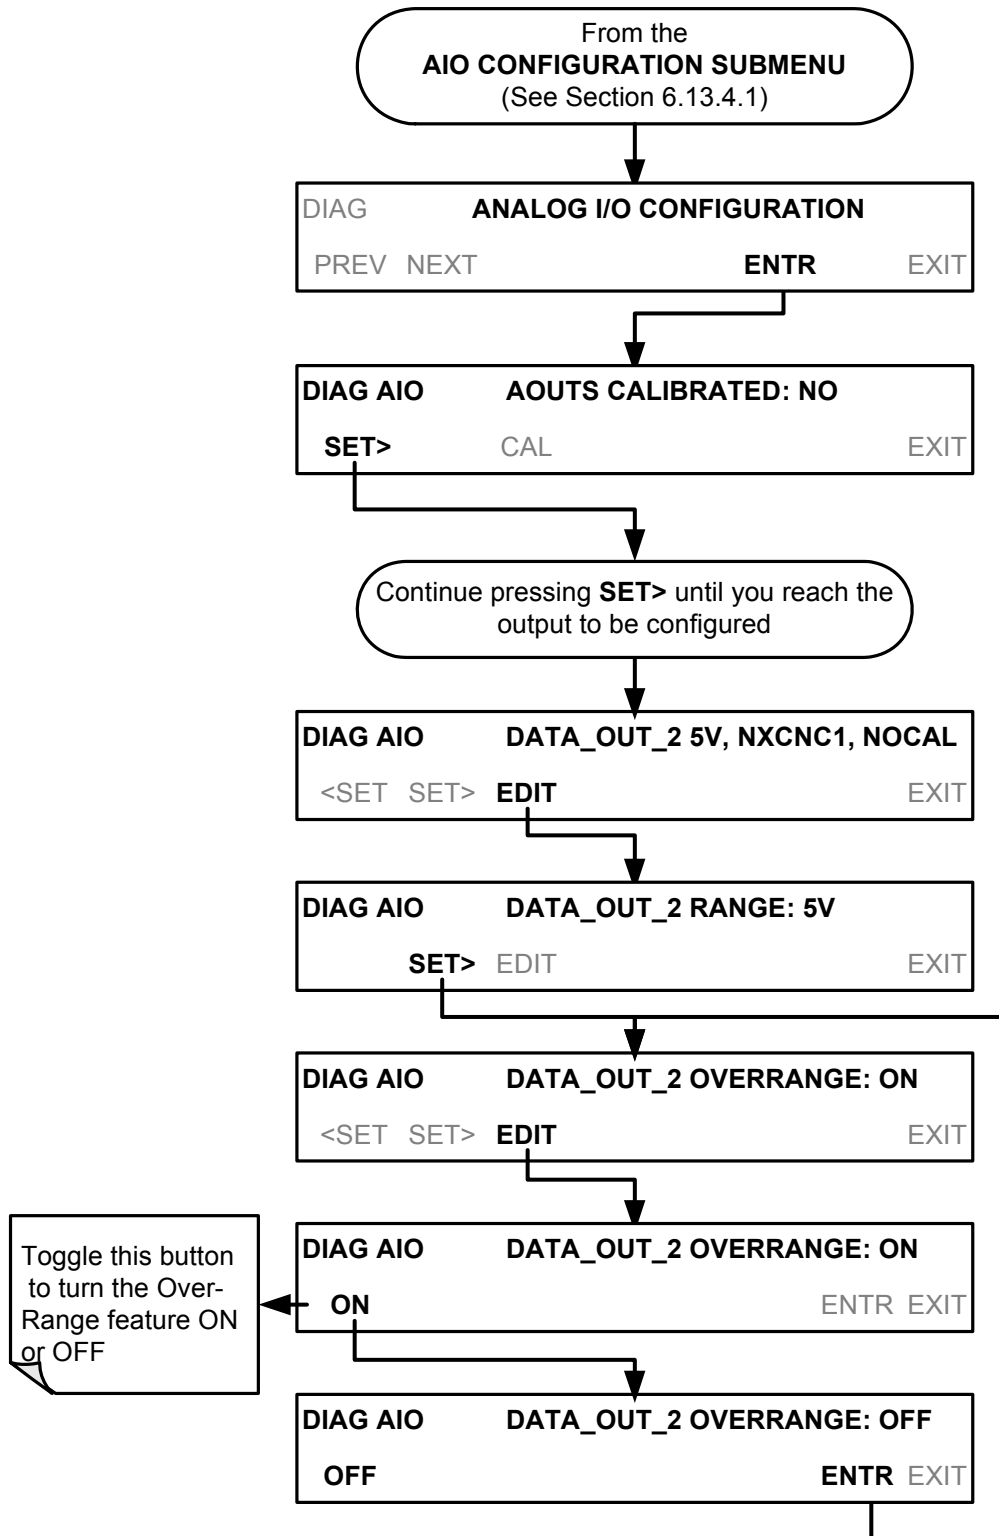 From the
AIO CONFIGURATION SUBMENU
(See Section 6.13.4.1)
DIAG ANALOG I/O CONFIGURATION
PREV NEXT ENTR EXIT
DIAG AIO AOUTS CALIBRATED: NO
SET> CAL EXIT
Continue pressing SET> until you reach the
output to be configured
DIAG AIO DATA_OUT_2 5V, NXCNC1, NOCAL
<SET SET> EDIT EXIT
DIAG AIO DATA_OUT_2 RANGE: 5V
SET> EDIT EXIT
DIAG AIO DATA_OUT_2 OVERRANGE: ON
<SET SET> EDIT EXIT
DIAG AIO DATA_OUT_2 OVERRANGE: ON
ON ENTR EXIT
Toggle this button
to turn the Over-
Range feature ON
or OFF
DIAG AIO DATA_OUT_2 OVERRANGE: OFF
OFF ENTR EXIT